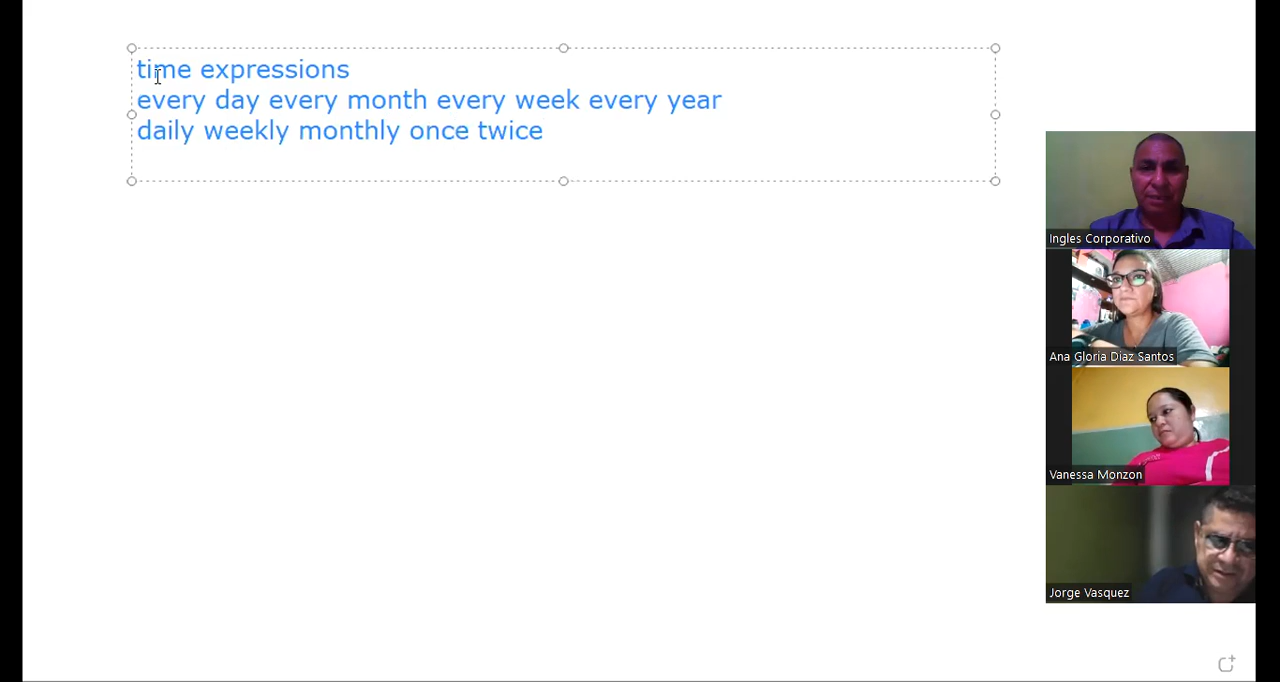 time expressions
every day every month every week every year
daily weekly monthly once twice
Ingles Corporativo
Ana Gloria Diaz Santos
Vanessa Monzon
Jorge Vasquez